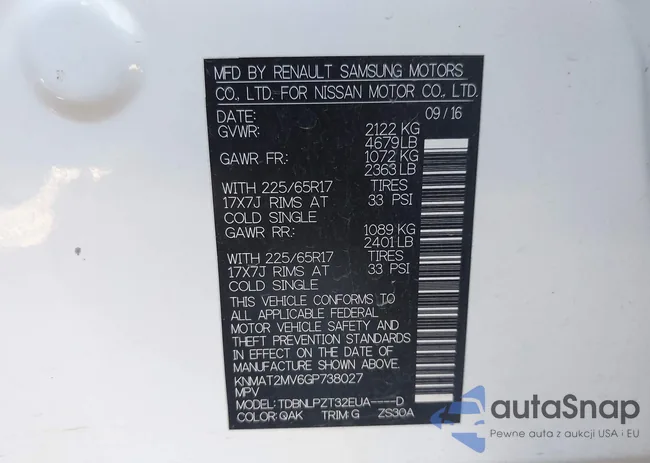 MFD BY RENAULT SAMSUNG MOTORS
CO., LTD. FOR NISSAN MOTOR CO., LTD.
DATE: 09/16
GVWR: 2122 KG
4679LB
GAWR FR: 1072 KG
2363 LB
WITH 225/65R17 TIRES
17X7J RIMS AT 33 PSI
COLD SINGLE
GAWR RR: 1089 KG
2401 LB
WITH 225/65R17 TIRES
17X7J RIMS AT 33 PSI
COLD SINGLE
THIS VEHICLE CONFORMS TO
ALL APPLICABLE FEDERAL
MOTOR VEHICLE SAFETY AND
THEFT PREVENTION STANDARDS
IN EFFECT ON THE DATE OF
MANUFACTURE SHOWN ABOVE.
KNMAT2MV6GP738027
MPV
MODEL: TDBNLPZT32EUA----D
COLOR: QAK TRIM: G ZS30A
autoSnap
Pewne auta z aukcji USA i EU